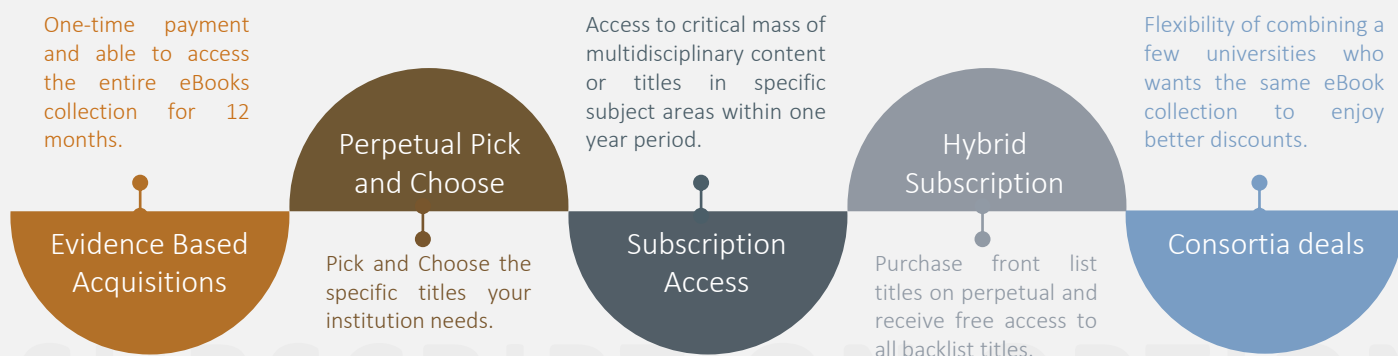 One-time payment
and able to access
the entire eBooks
collection for 12
months.
Evidence Based
Acquisitions
Perpetual Pick
and Choose
Pick and Choose the
specific titles your
institution needs.
Access to critical mass of
multidisciplinary content
or titles in specific
subject areas within one
year period.
Subscription
Access
Hybrid
Subscription
Purchase front list
titles on perpetual and
receive free access to
all backlist titles.
Flexibility of combining a
few universities who
wants the same eBook
collection to enjoy
better discounts.
Consortia deals